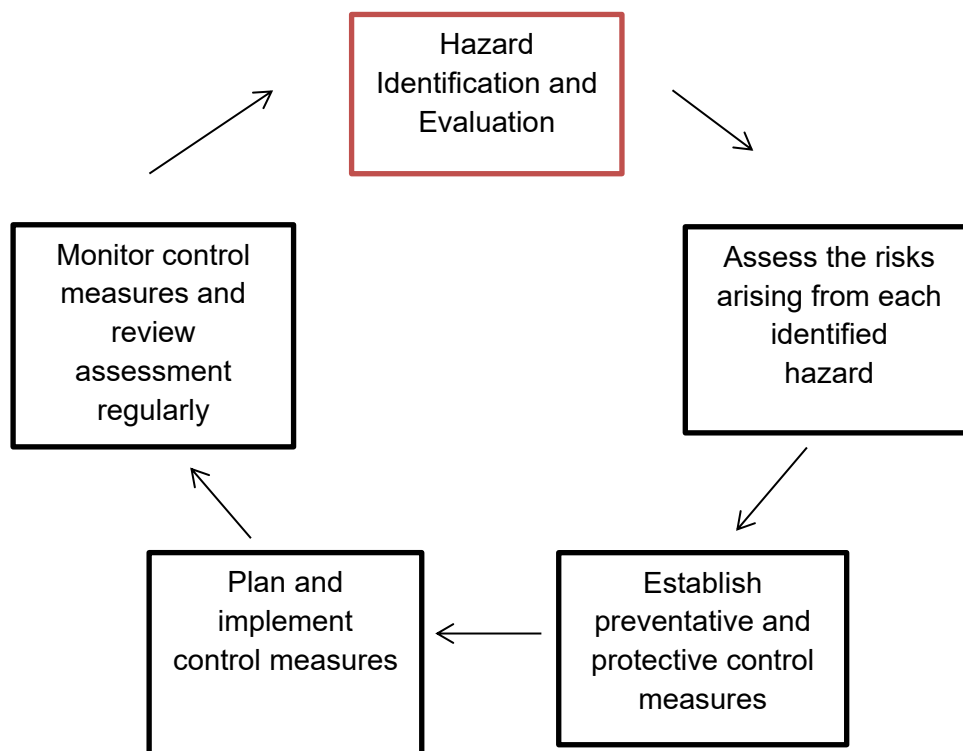 Hazard
Identification and
Evaluation
Assess the risks
arising from each
identified
hazard
Establish
preventative and
protective control
measures
Plan and
implement
control measures
Monitor control
measures and
review
assessment
regularly